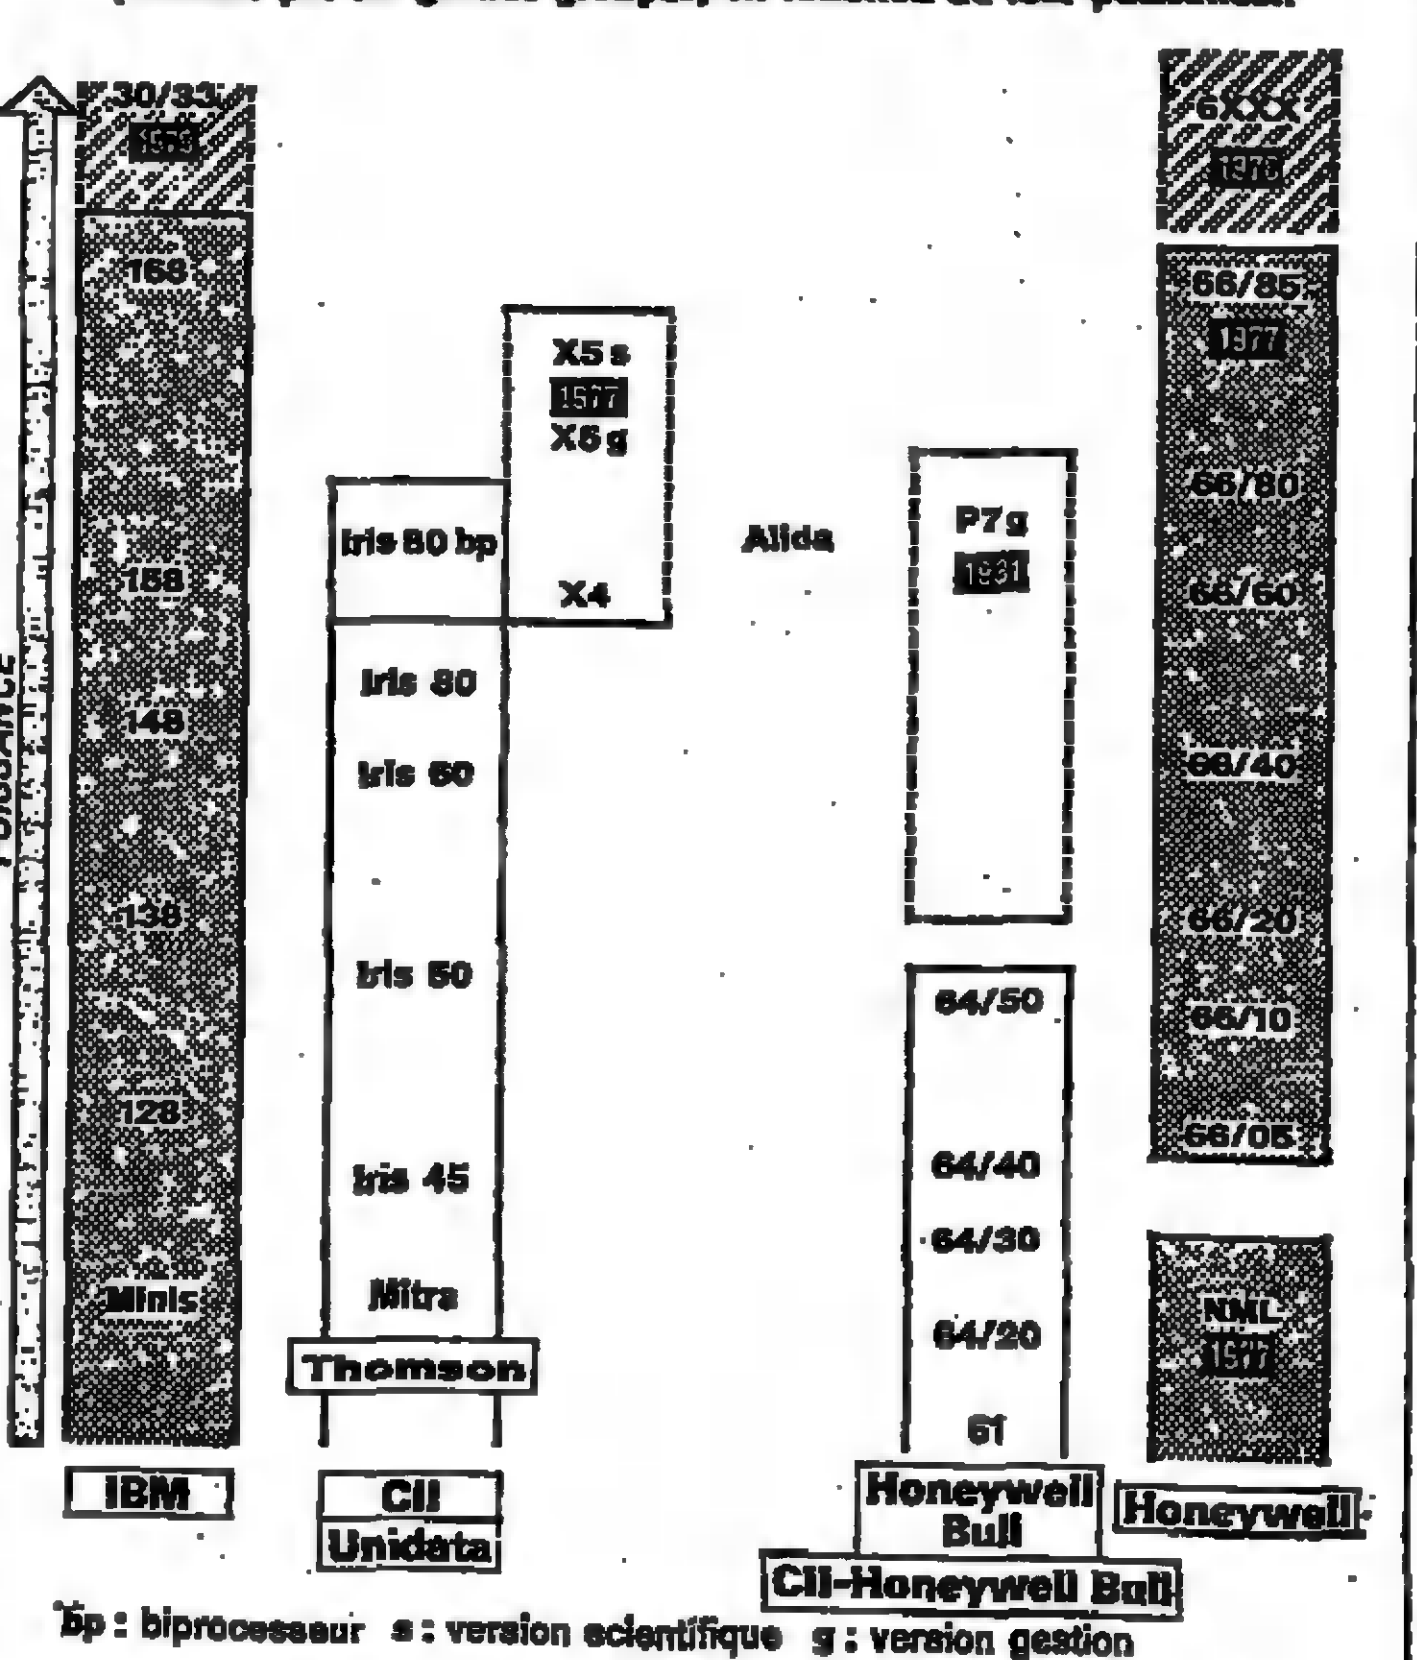 30/33
168
158
148
138
128
Minis
IBM
Iris 80 bp
Iris 80
Iris 60
Iris 50
Iris 45
Mitra
Thomson
CII
Unidata
X5 s
1977
X5 g
X4
Alida
P7 g
1981
64/50
64/40
64/30
64/20
61
Honeywell
Bull
CII-Honeywell Bull
6XXX
1978
66/85
1977
66/80
66/60
66/40
66/20
66/10
66/05
NML
1977
Honeywell
PUISSANCE
bp : biprocesseur s : version scientifique g : version gestion